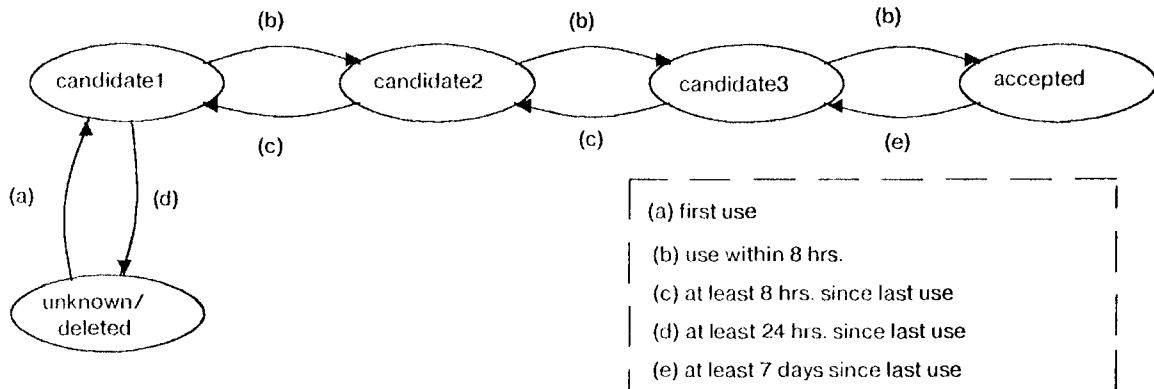 (b)
(b)
(b)
candidate1
candidate2
candidate3
accepted
(c)
(c)
(e)
(a)
(d)
unknown/
deleted
(a) first use
(b) use within 8 hrs.
(c) at least 8 hrs. since last use
(d) at least 24 hrs. since last use
(e) at least 7 days since last use